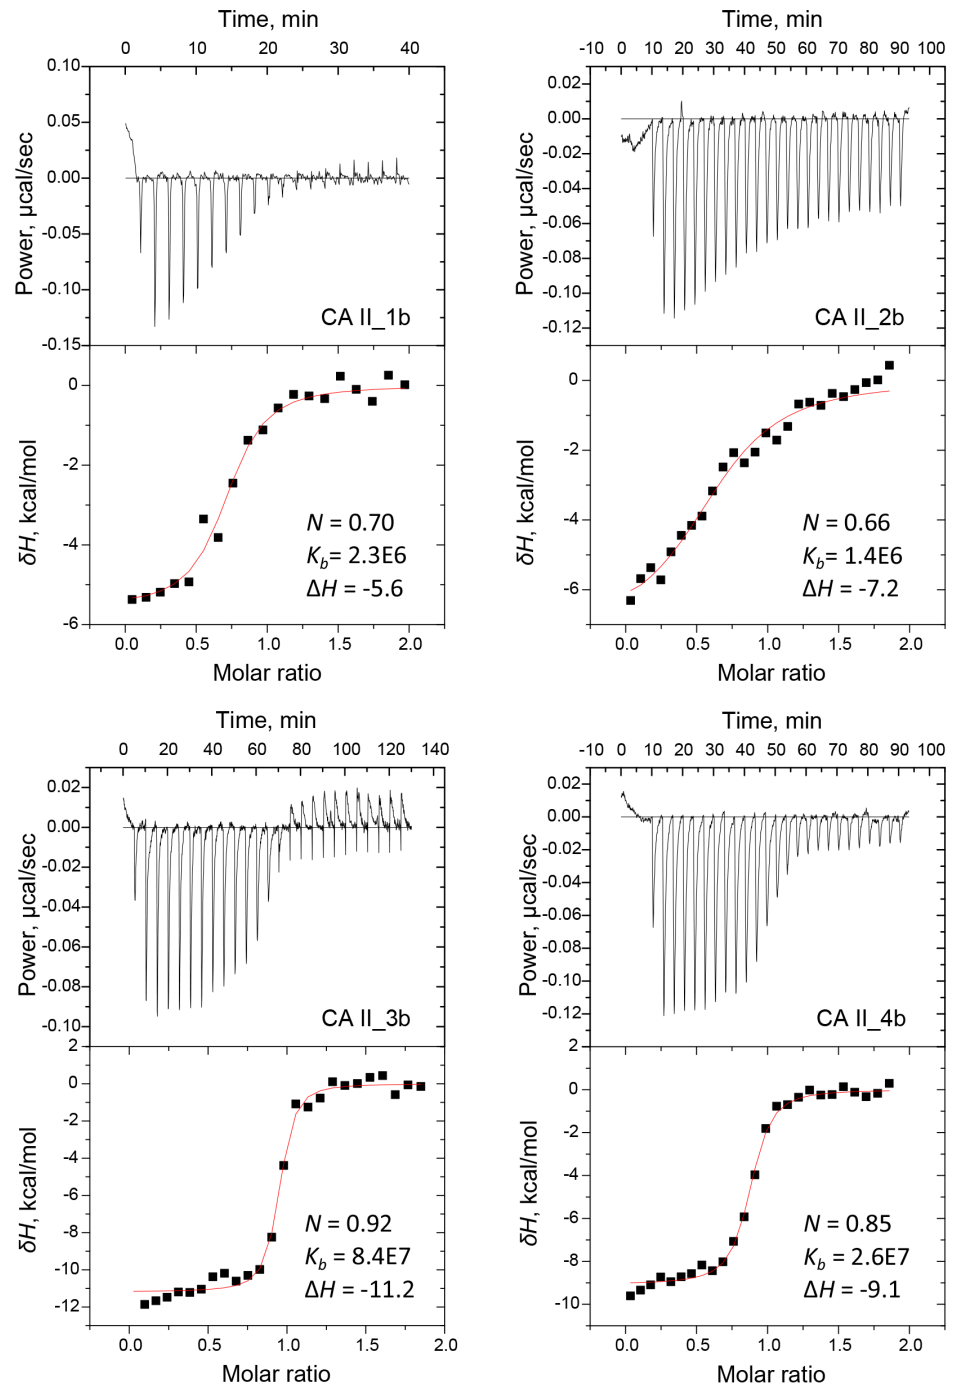 Time, min
0 10 20 30 40
0.10
0.05
0.00
-0.05
-0.10
-0.15
Power, µcal/sec
CA II_1b
0
-2
-4
-6
δH, kcal/mol
N = 0.70
K_b= 2.3E6
ΔH = -5.6
0.0 0.5 1.0 1.5 2.0
Molar ratio
Time, min
-10 0 10 20 30 40 50 60 70 80 90 100
0.02
0.00
-0.02
-0.04
-0.06
-0.08
-0.10
-0.12
Power, µcal/sec
CA II_2b
0
-2
-4
-6
δH, kcal/mol
N = 0.66
K_b= 1.4E6
ΔH = -7.2
0.0 0.5 1.0 1.5 2.0
Molar ratio
Time, min
0 20 40 60 80 100 120 140
0.02
0.00
-0.02
-0.04
-0.06
-0.08
-0.10
Power, µcal/sec
CA II_3b
2
0
-2
-4
-6
-8
-10
-12
δH, kcal/mol
N = 0.92
K_b = 8.4E7
ΔH = -11.2
0.0 0.5 1.0 1.5 2.0
Molar ratio
Time, min
-10 0 10 20 30 40 50 60 70 80 90 100
0.02
0.00
-0.02
-0.04
-0.06
-0.08
-0.10
-0.12
Power, µcal/sec
CA II_4b
2
0
-2
-4
-6
-8
-10
δH, kcal/mol
N = 0.85
K_b = 2.6E7
ΔH = -9.1
0.0 0.5 1.0 1.5 2.0
Molar ratio